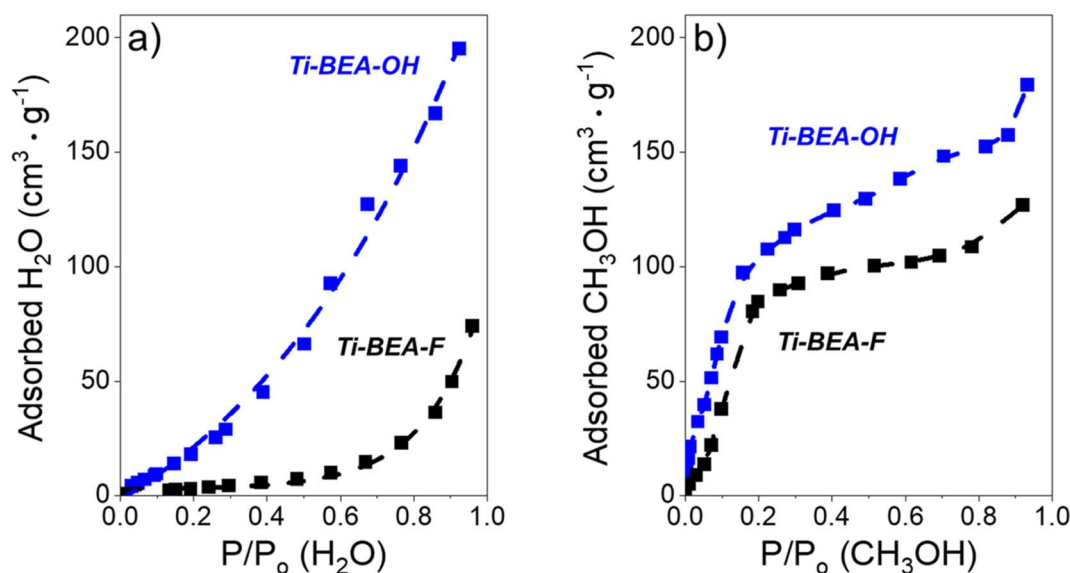 a)
Ti-BEA-OH
Ti-BEA-F
Adsorbed H₂O (cm³ · g⁻¹)
200
150
100
50
0
0.0 0.2 0.4 0.6 0.8 1.0
P/Pₒ (H₂O)
b)
Ti-BEA-OH
Ti-BEA-F
Adsorbed CH₃OH (cm³ · g⁻¹)
200
150
100
50
0
0.0 0.2 0.4 0.6 0.8 1.0
P/Pₒ (CH₃OH)